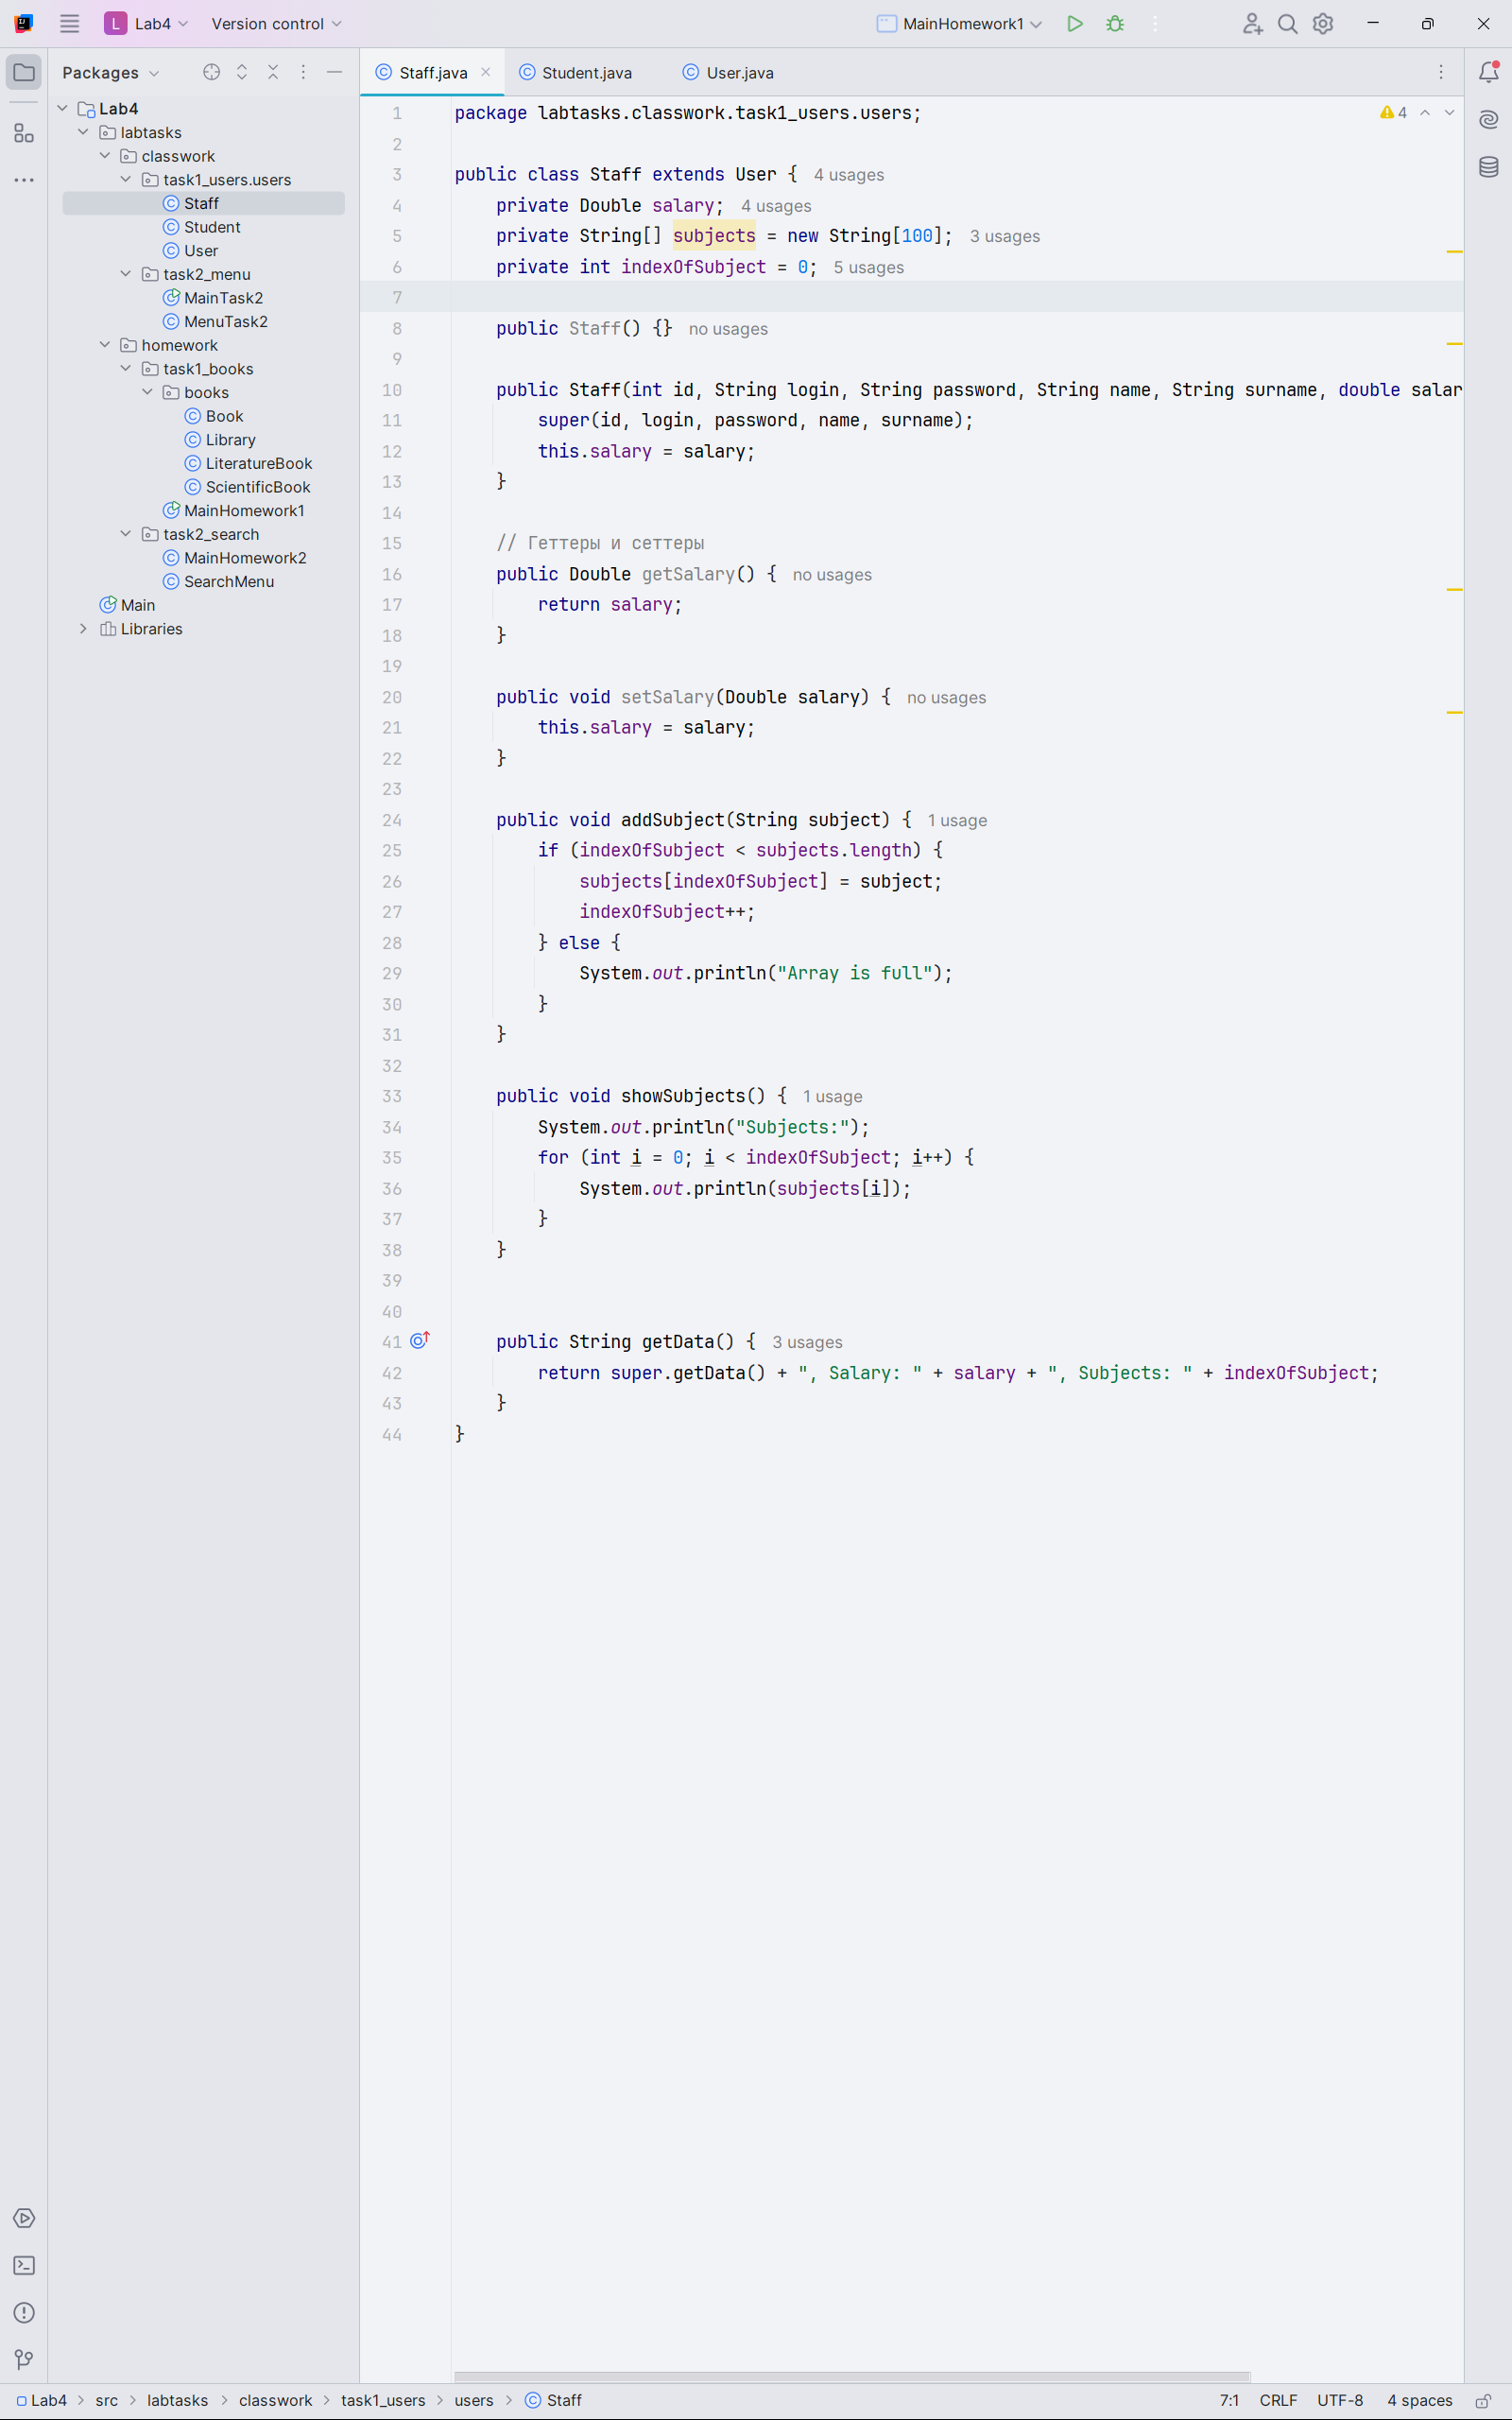 L Lab4 Version control MainHomework1
Packages
Staff.java Student.java User.java
Lab4
labtasks
classwork
task1_users.users
Staff
Student
User
task2_menu
MainTask2
MenuTask2
homework
task1_books
books
Book
Library
LiteratureBook
ScientificBook
MainHomework1
task2_search
MainHomework2
SearchMenu
Main
Libraries
4
1 package labtasks.classwork.task1_users.users;
2
3 public class Staff extends User { 4 usages
4 private Double salary; 4 usages
5 private String[] subjects = new String[100]; 3 usages
6 private int indexOfSubject = 0; 5 usages
7
8 public Staff() {} no usages
9
10 public Staff(int id, String login, String password, String name, String surname, double salar
11 super(id, login, password, name, surname);
12 this.salary = salary;
13 }
14
15 // Геттеры и сеттеры
16 public Double getSalary() { no usages
17 return salary;
18 }
19
20 public void setSalary(Double salary) { no usages
21 this.salary = salary;
22 }
23
24 public void addSubject(String subject) { 1 usage
25 if (indexOfSubject < subjects.length) {
26 subjects[indexOfSubject] = subject;
27 indexOfSubject++;
28 } else {
29 System.out.println("Array is full");
30 }
31 }
32
33 public void showSubjects() { 1 usage
34 System.out.println("Subjects:");
35 for (int i = 0; i < indexOfSubject; i++) {
36 System.out.println(subjects[i]);
37 }
38 }
39
40
41 public String getData() { 3 usages
42 return super.getData() + ", Salary: " + salary + ", Subjects: " + indexOfSubject;
43 }
44 }
Lab4 > src > labtasks > classwork > task1_users > users > Staff 7:1 CRLF UTF-8 4 spaces